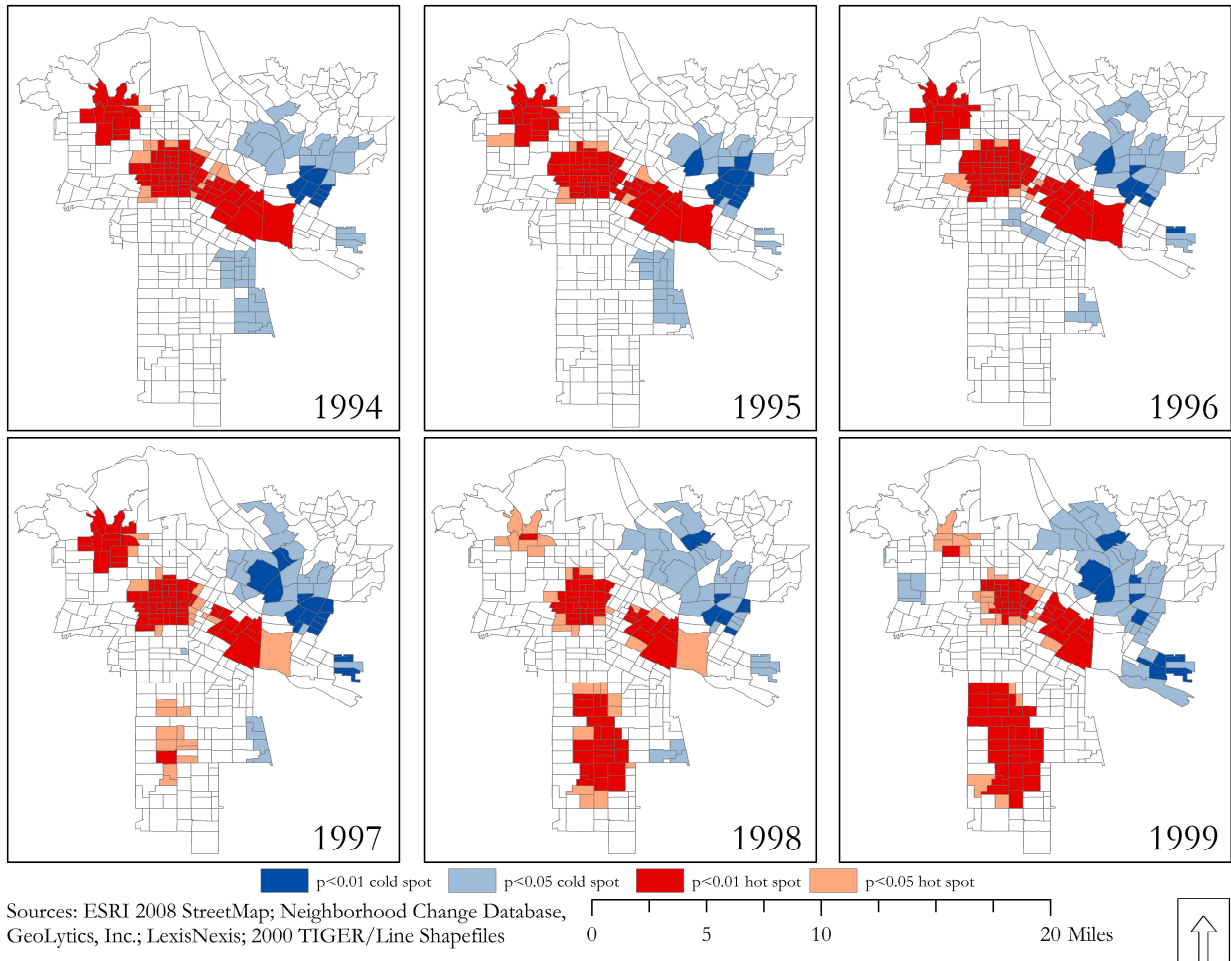 1994
1995
1996
1997
1998
1999
p<0.01 cold spot
p<0.05 cold spot
p<0.01 hot spot
p<0.05 hot spot
Sources: ESRI 2008 StreetMap; Neighborhood Change Database,
GeoLytics, Inc.; LexisNexis; 2000 TIGER/Line Shapefiles
0 5 10 20 Miles